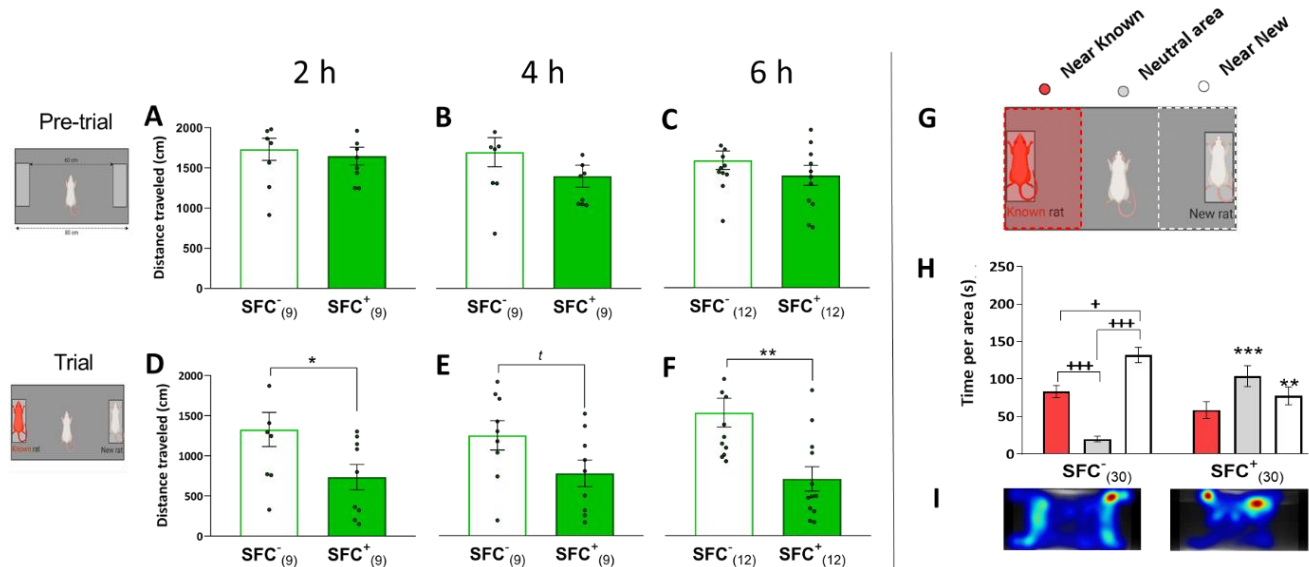 Near Known
Neutral area
Near New
2 h
4 h
6 h
Pre-trial
60 cm
80 cm
A
Distance traveled (cm)
2000
1500
1000
500
0
SFC⁻(9)
SFC⁺(9)
B
SFC⁻(9)
SFC⁺(9)
C
SFC⁻(12)
SFC⁺(12)
Trial
Known rat
New rat
D
Distance traveled (cm)
2000
1500
1000
500
0
*
SFC⁻(9)
SFC⁺(9)
E
t
SFC⁻(9)
SFC⁺(9)
F
**
SFC⁻(12)
SFC⁺(12)
G
Known rat
New rat
H
Time per area (s)
250
200
150
100
50
0
+
+++
+++
***
**
SFC⁻(30)
SFC⁺(30)
I